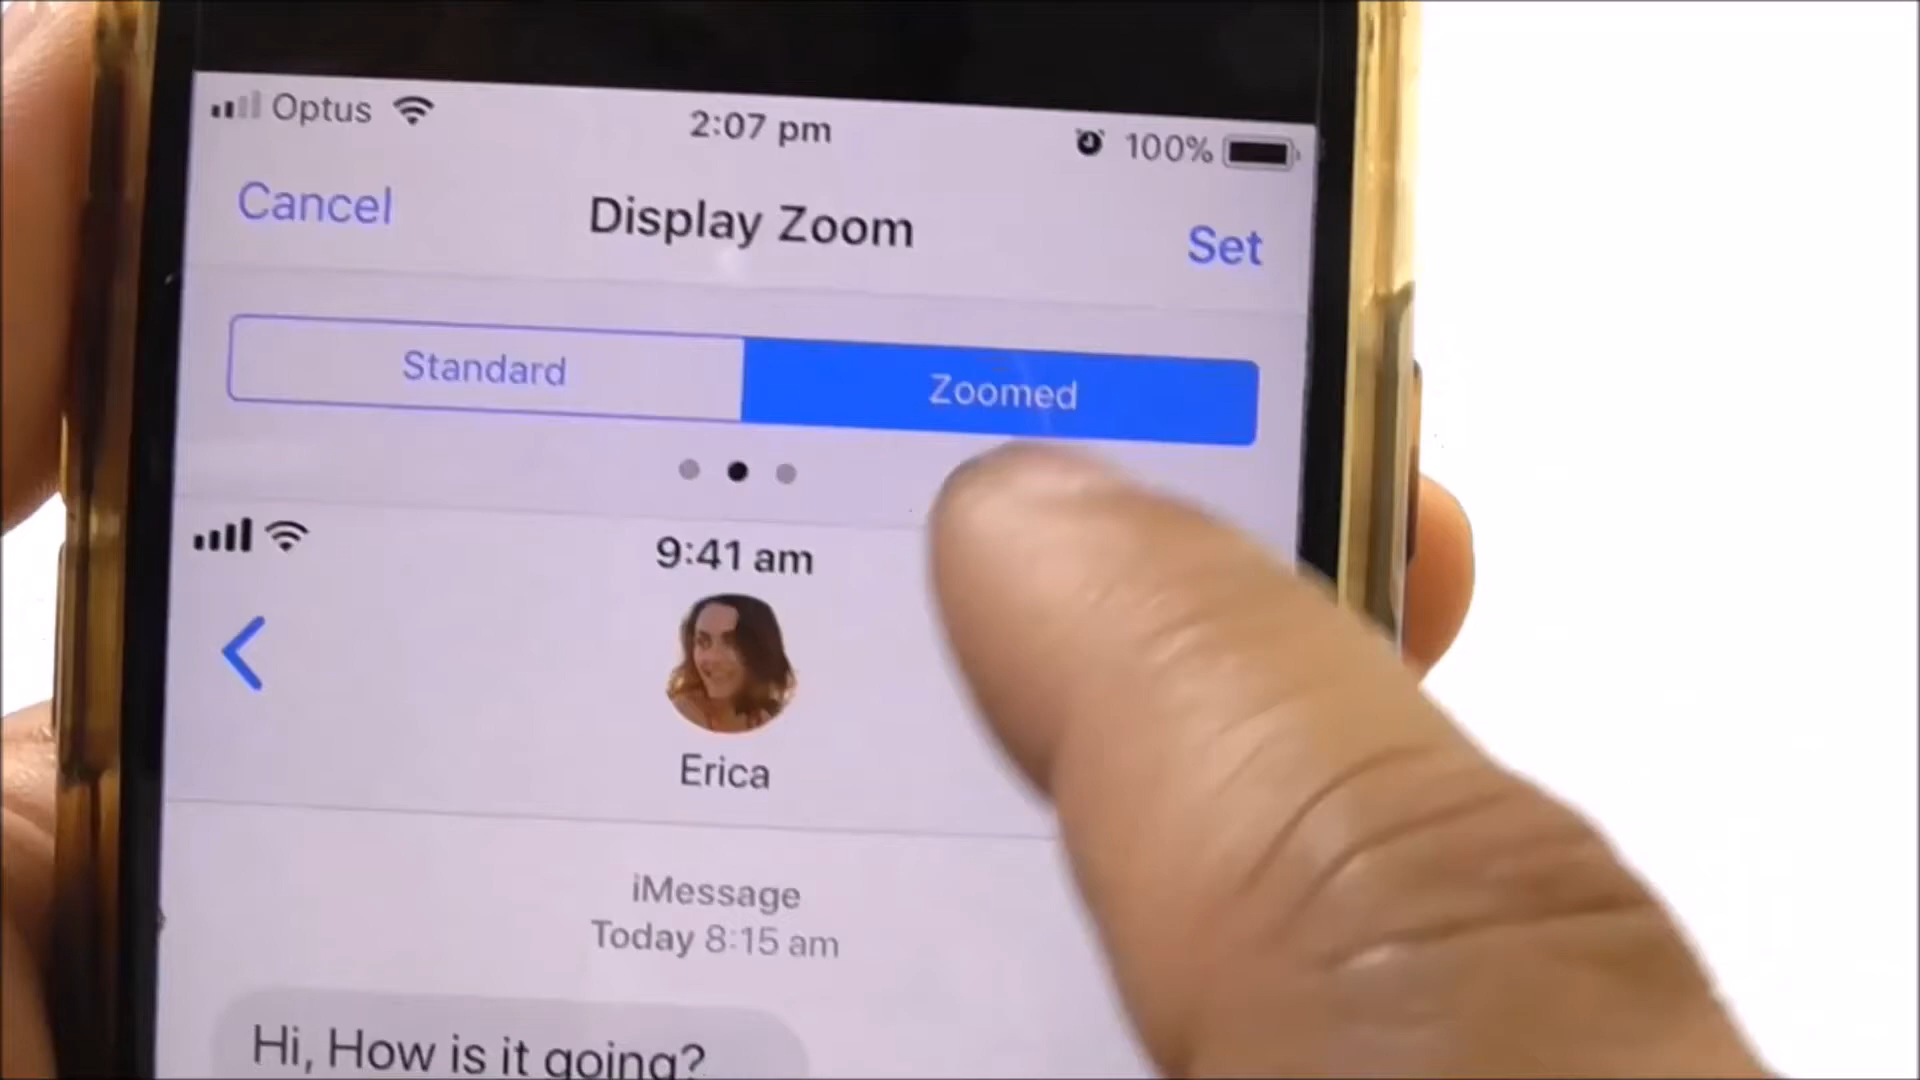 Optus 2:07 pm 100%
Cancel Display Zoom Set
Standard Zoomed
9:41 am
Erica
iMessage
Today 8:15 am
Hi, How is it going?